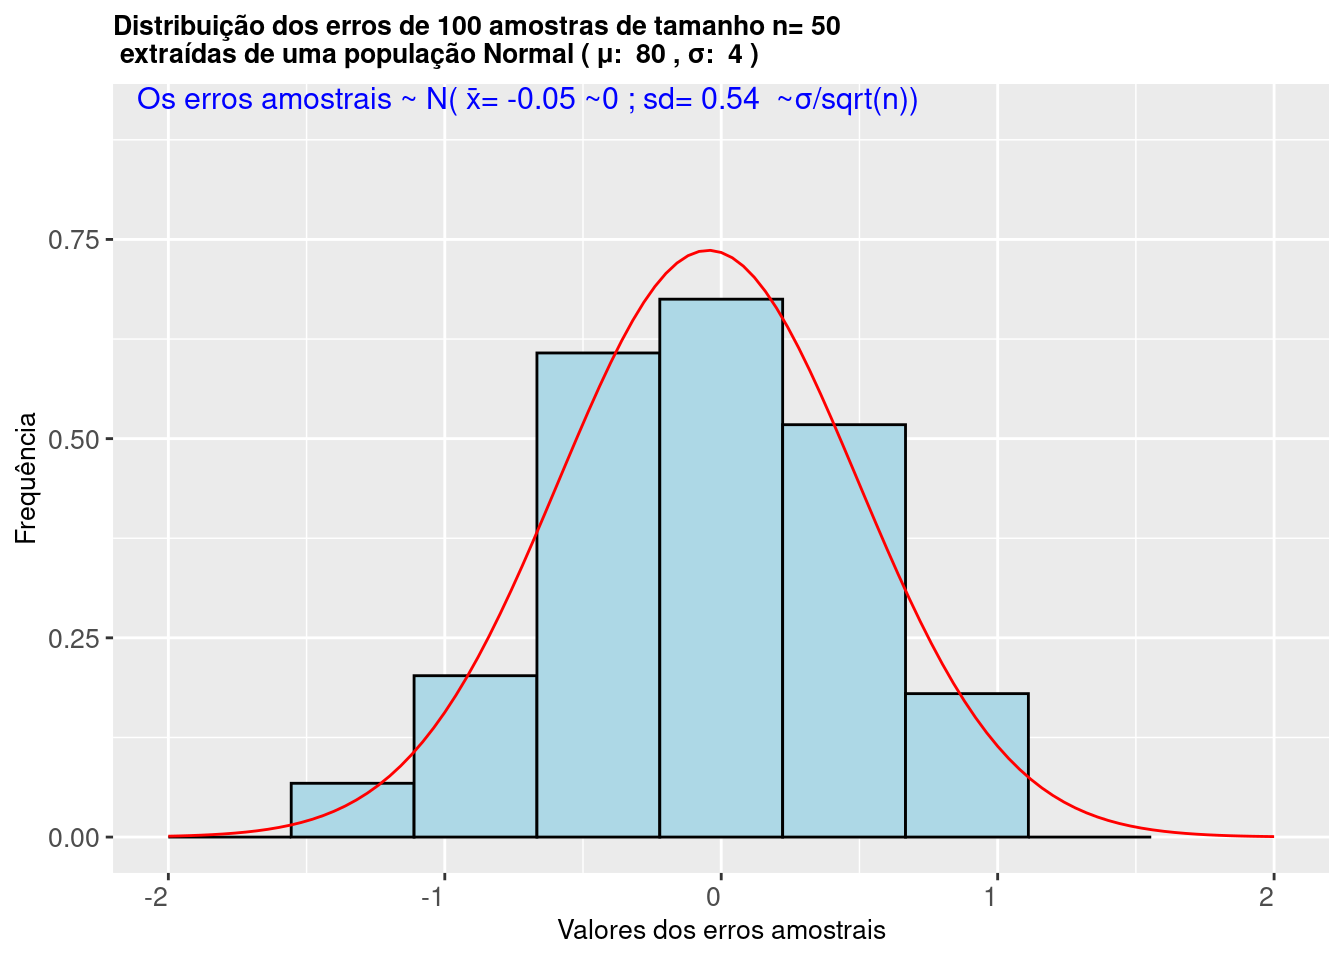 Distribuição dos erros de 100 amostras de tamanho n= 50
extraídas de uma população Normal ( μ:  80 , σ:  4 )
Os erros amostrais ~ N( x̄= -0.05 ~0 ; sd= 0.54  ~σ/sqrt(n))
Frequência
0.75
0.50
0.25
0.00
-2
-1
0
1
2
Valores dos erros amostrais